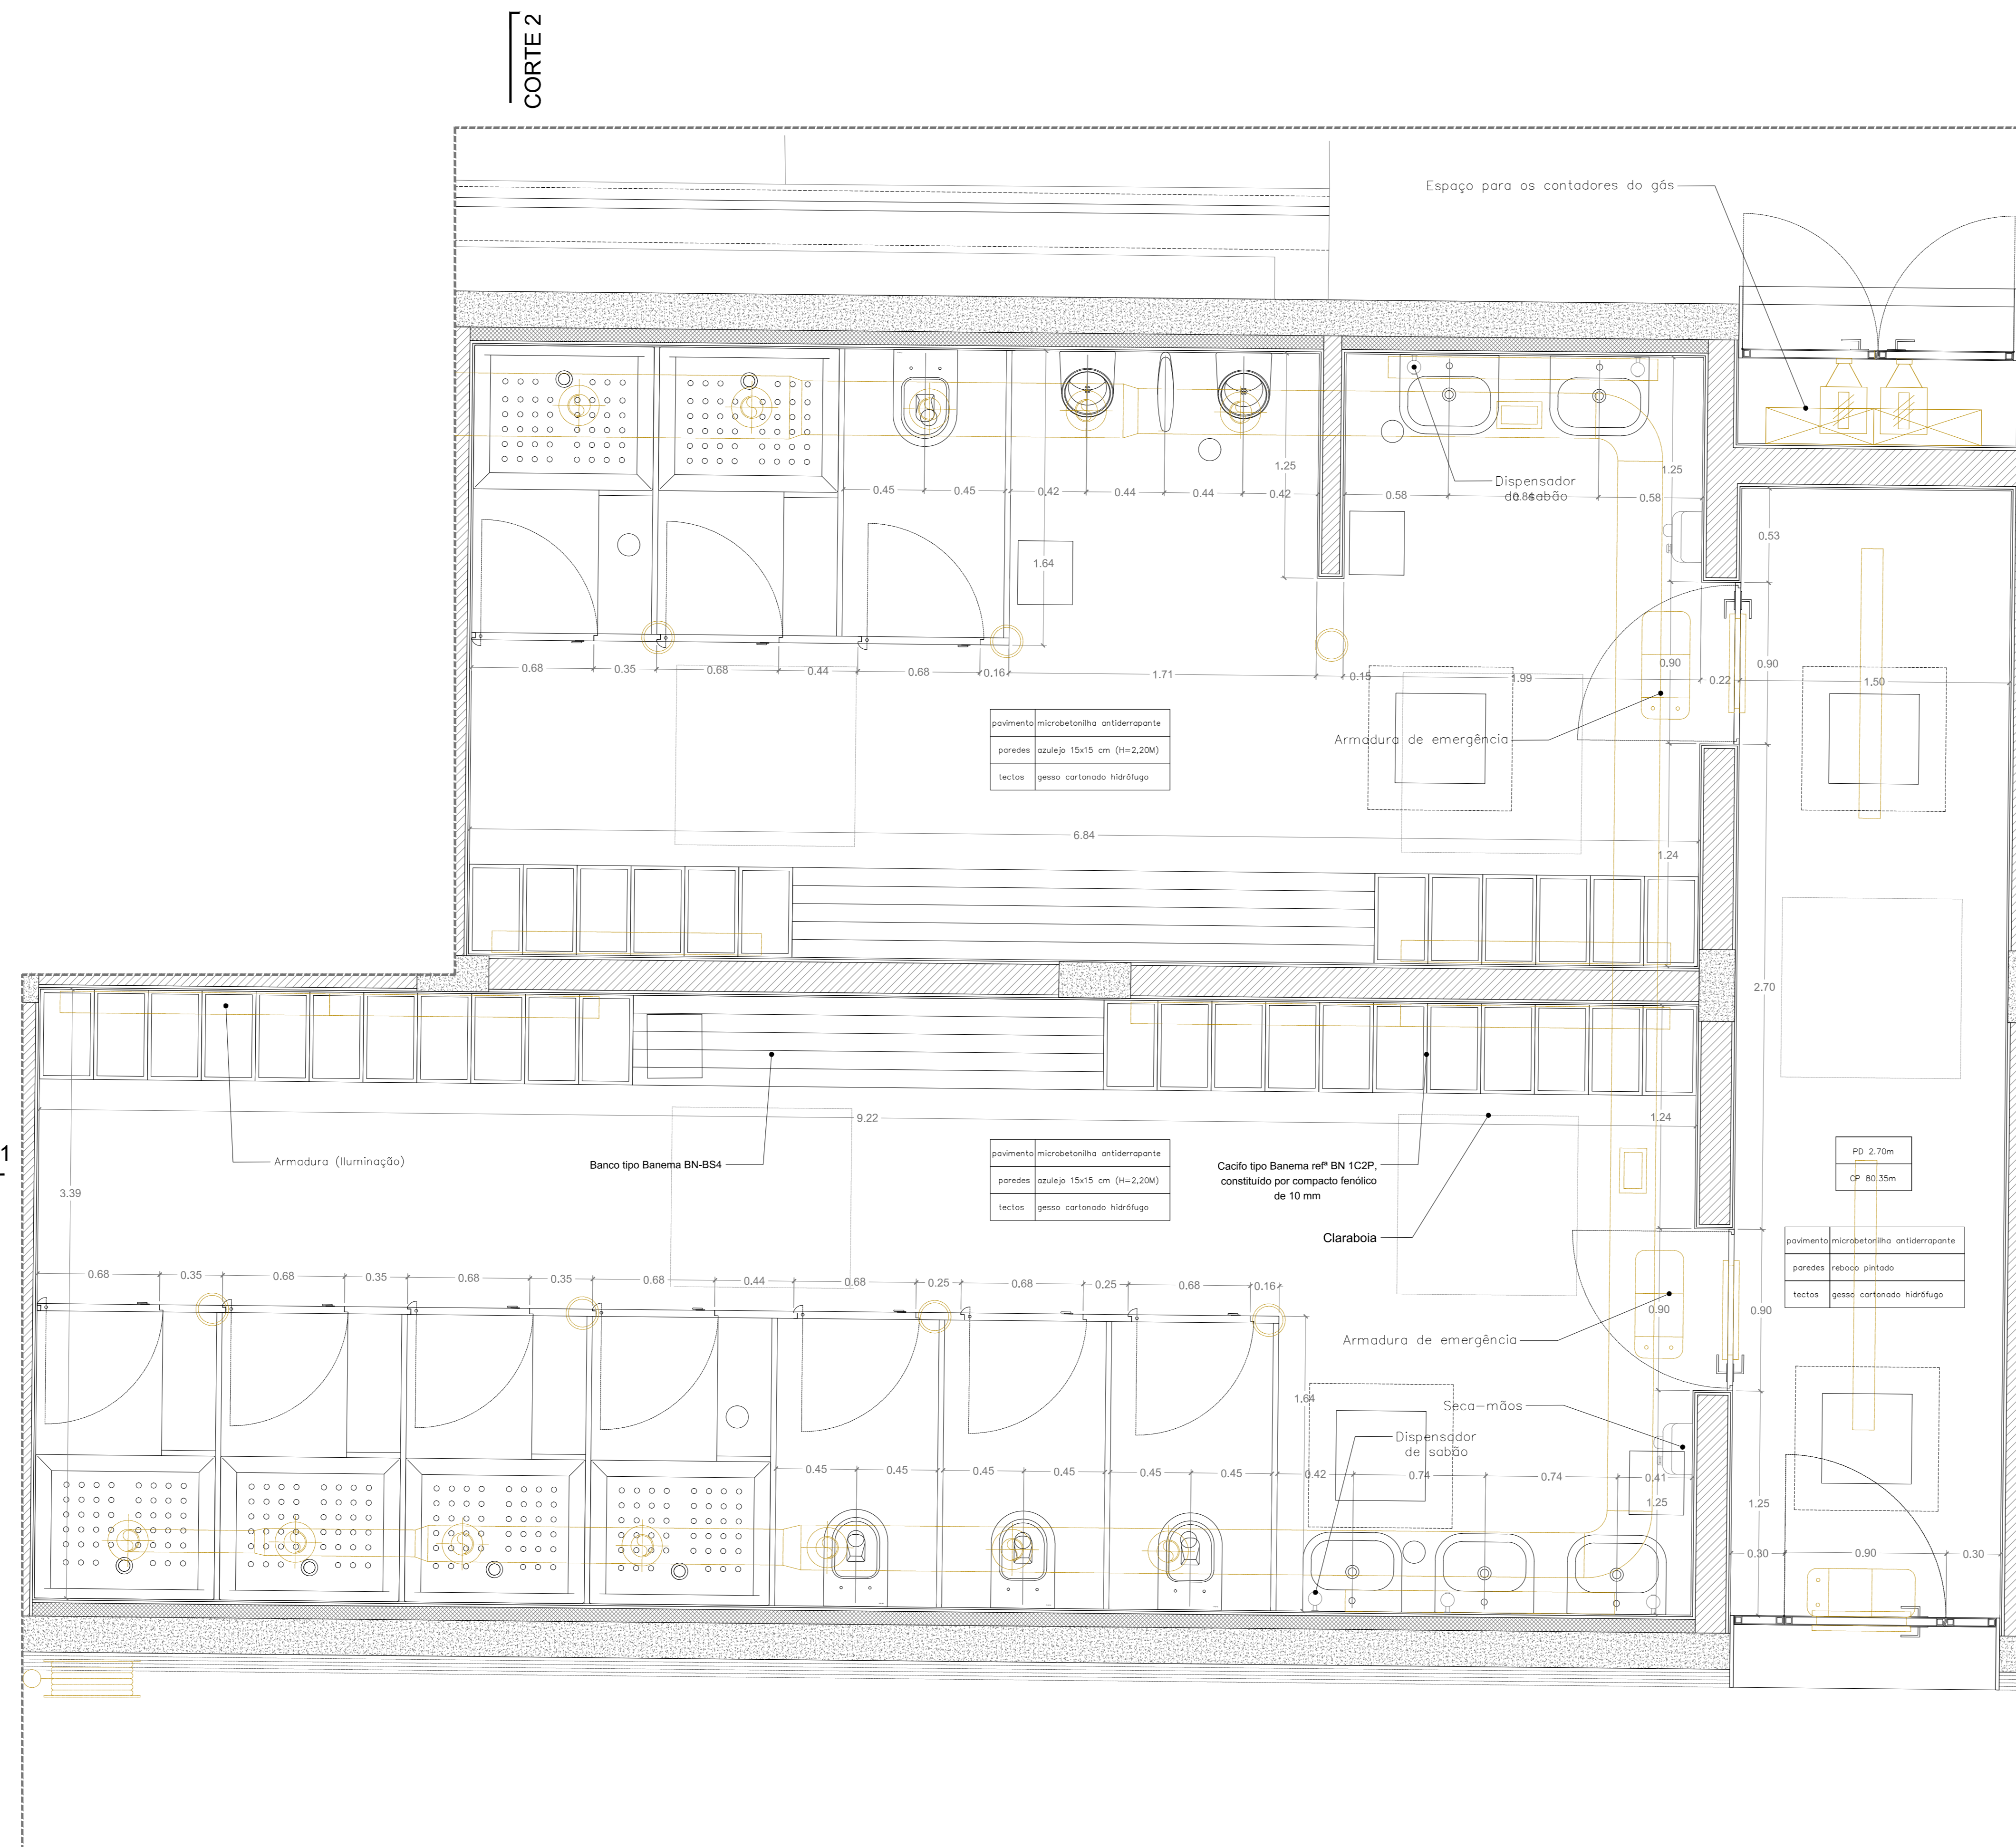 CORTE 2
Espaço para os contadores do gás
1.25
1.25
0.45
0.45
0.42
0.44
0.44
0.42
0.58
0.86
0.58
Dispensador
de sabão
0.53
1.64
0.68
0.35
0.68
0.44
0.68
0.16
1.71
0.15
1.99
0.90
0.22
0.90
1.50
pavimento microbetonilha antiderrapante
paredes azulejo 15x15 cm (H=2,20M)
tectos gesso cartonado hidrófugo
Armadura de emergência
6.84
1.24
2.70
9.22
1.24
1
Armadura (Iluminação)
Banco tipo Banema BN-BS4
pavimento microbetonilha antiderrapante
paredes azulejo 15x15 cm (H=2,20M)
tectos gesso cartonado hidrófugo
Cacifo tipo Banema refª BN 1C2P,
constituído por compacto fenólico
de 10 mm
Claraboia
PD 2.70m
CP 80.35m
3.39
pavimento microbetonilha antiderrapante
paredes reboco pintado
tectos gesso cartonado hidrófugo
0.68
0.35
0.68
0.35
0.68
0.35
0.68
0.44
0.68
0.25
0.68
0.25
0.68
0.16
0.90
0.90
Armadura de emergência
1.64
Seca-mãos
Dispensador
de sabão
0.45
0.45
0.45
0.45
0.45
0.45
0.42
0.74
0.74
0.41
1.25
1.25
0.30
0.90
0.30